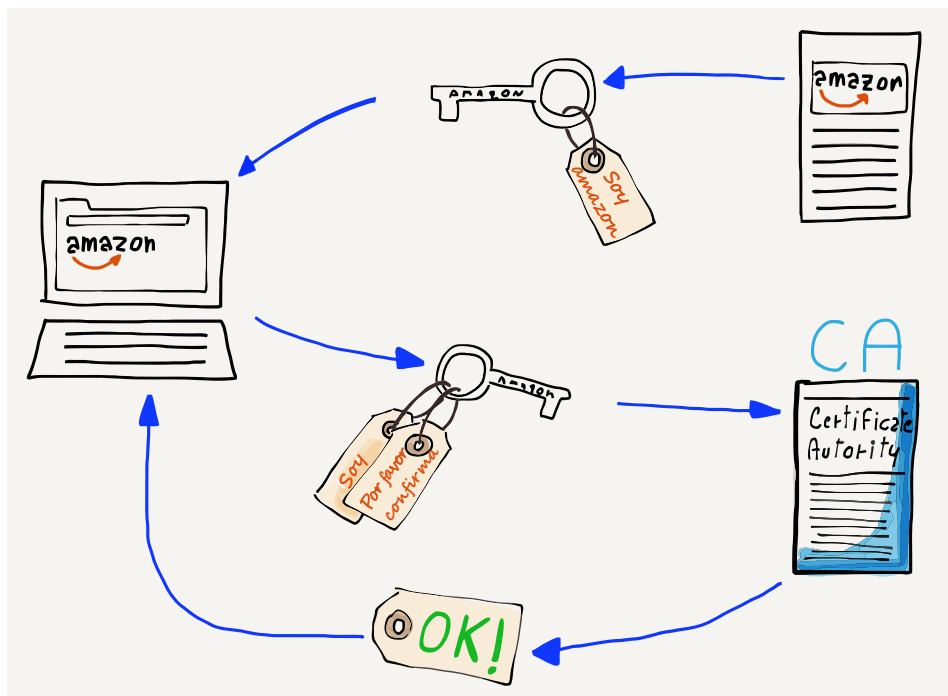 AMAZON
amazon
Soy
amazon
amazon
amazon
CA
Certificate
Autority
Soy
Por favor
confirma
OK!